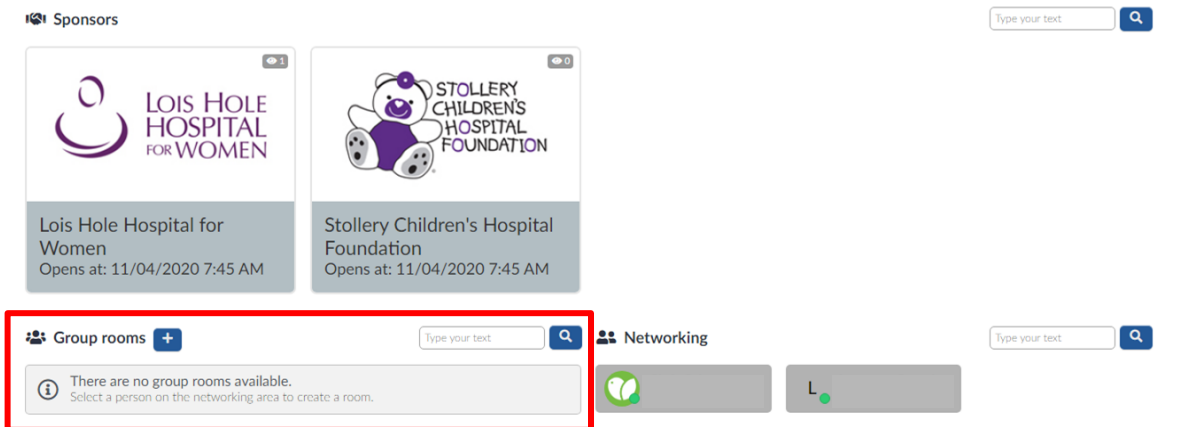 Sponsors
Type your text
1
LOIS HOLE
HOSPITAL
FOR WOMEN
0
STOLLERY
CHILDREN'S
HOSPITAL
FOUNDATION
Lois Hole Hospital for
Women
Opens at: 11/04/2020 7:45 AM
Stollery Children's Hospital
Foundation
Opens at: 11/04/2020 7:45 AM
Group rooms +
Type your text
Networking
Type your text
There are no group rooms available.
Select a person on the networking area to create a room.
L